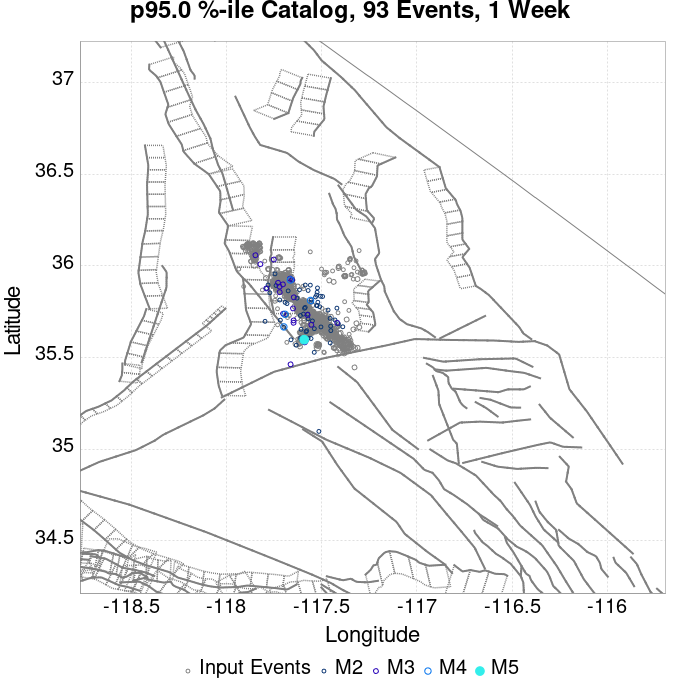 p95.0 %-ile Catalog, 93 Events, 1 Week
37
36.5
36
35.5
35
34.5
Latitude
-118.5 -118 -117.5 -117 -116.5 -116
Longitude
Input Events M2 M3 M4 M5